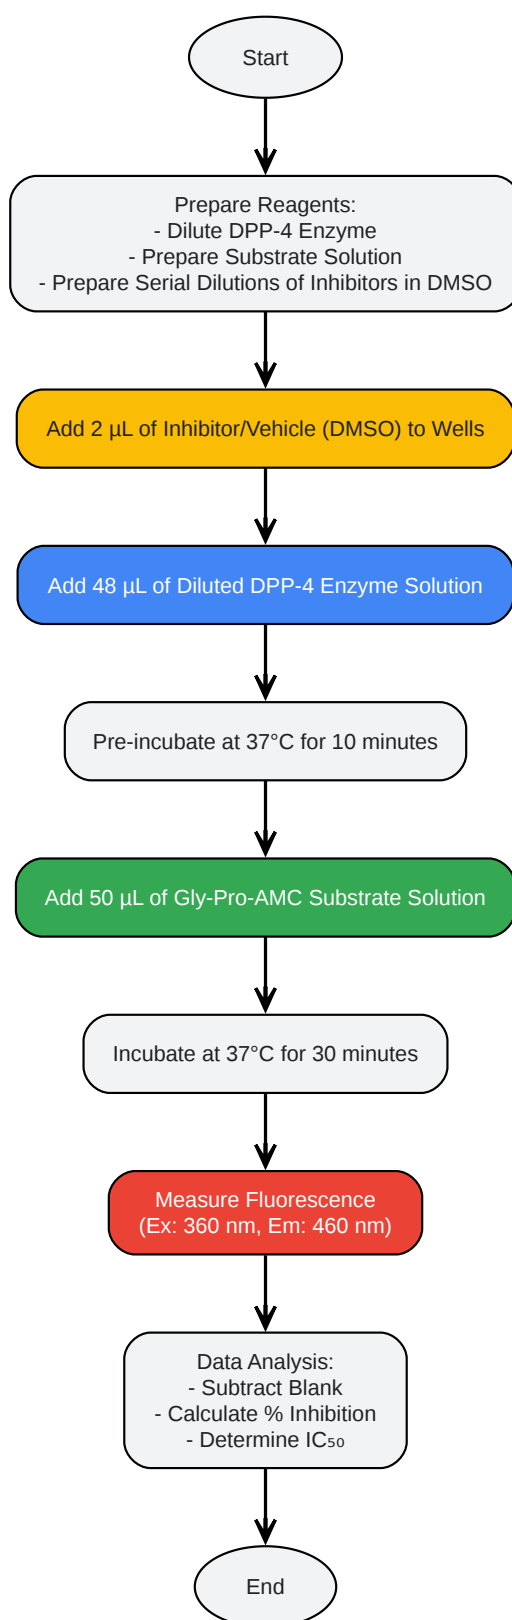 Start
Prepare Reagents:
- Dilute DPP-4 Enzyme
- Prepare Substrate Solution
- Prepare Serial Dilutions of Inhibitors in DMSO
Add 2 µL of Inhibitor/Vehicle (DMSO) to Wells
Add 48 µL of Diluted DPP-4 Enzyme Solution
Pre-incubate at 37°C for 10 minutes
Add 50 µL of Gly-Pro-AMC Substrate Solution
Incubate at 37°C for 30 minutes
Measure Fluorescence
(Ex: 360 nm, Em: 460 nm)
Data Analysis:
- Subtract Blank
- Calculate % Inhibition
- Determine IC₅₀
End